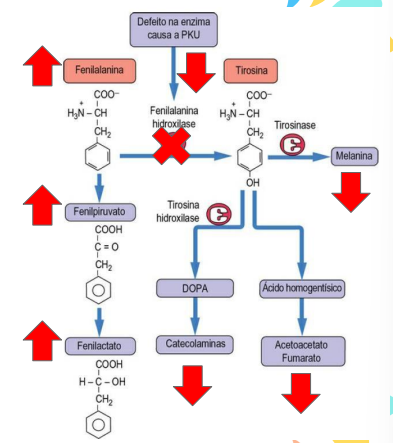 Defeito na enzima
causa a PKU
Fenilalanina
Tirosina
COO⁻
H₃N⁺ – CH
CH₂
Fenilalanina
hidroxilase
COO⁻
H₃N⁺ – CH
CH₂
OH
Tirosinase
Melanina
Fenilpiruvato
COOH
C = O
CH₂
Tirosina
hidroxilase
DOPA
Ácido homogentísico
Fenilactato
Catecolaminas
Acetoacetato
Fumarato
COOH
H – C – OH
CH₂